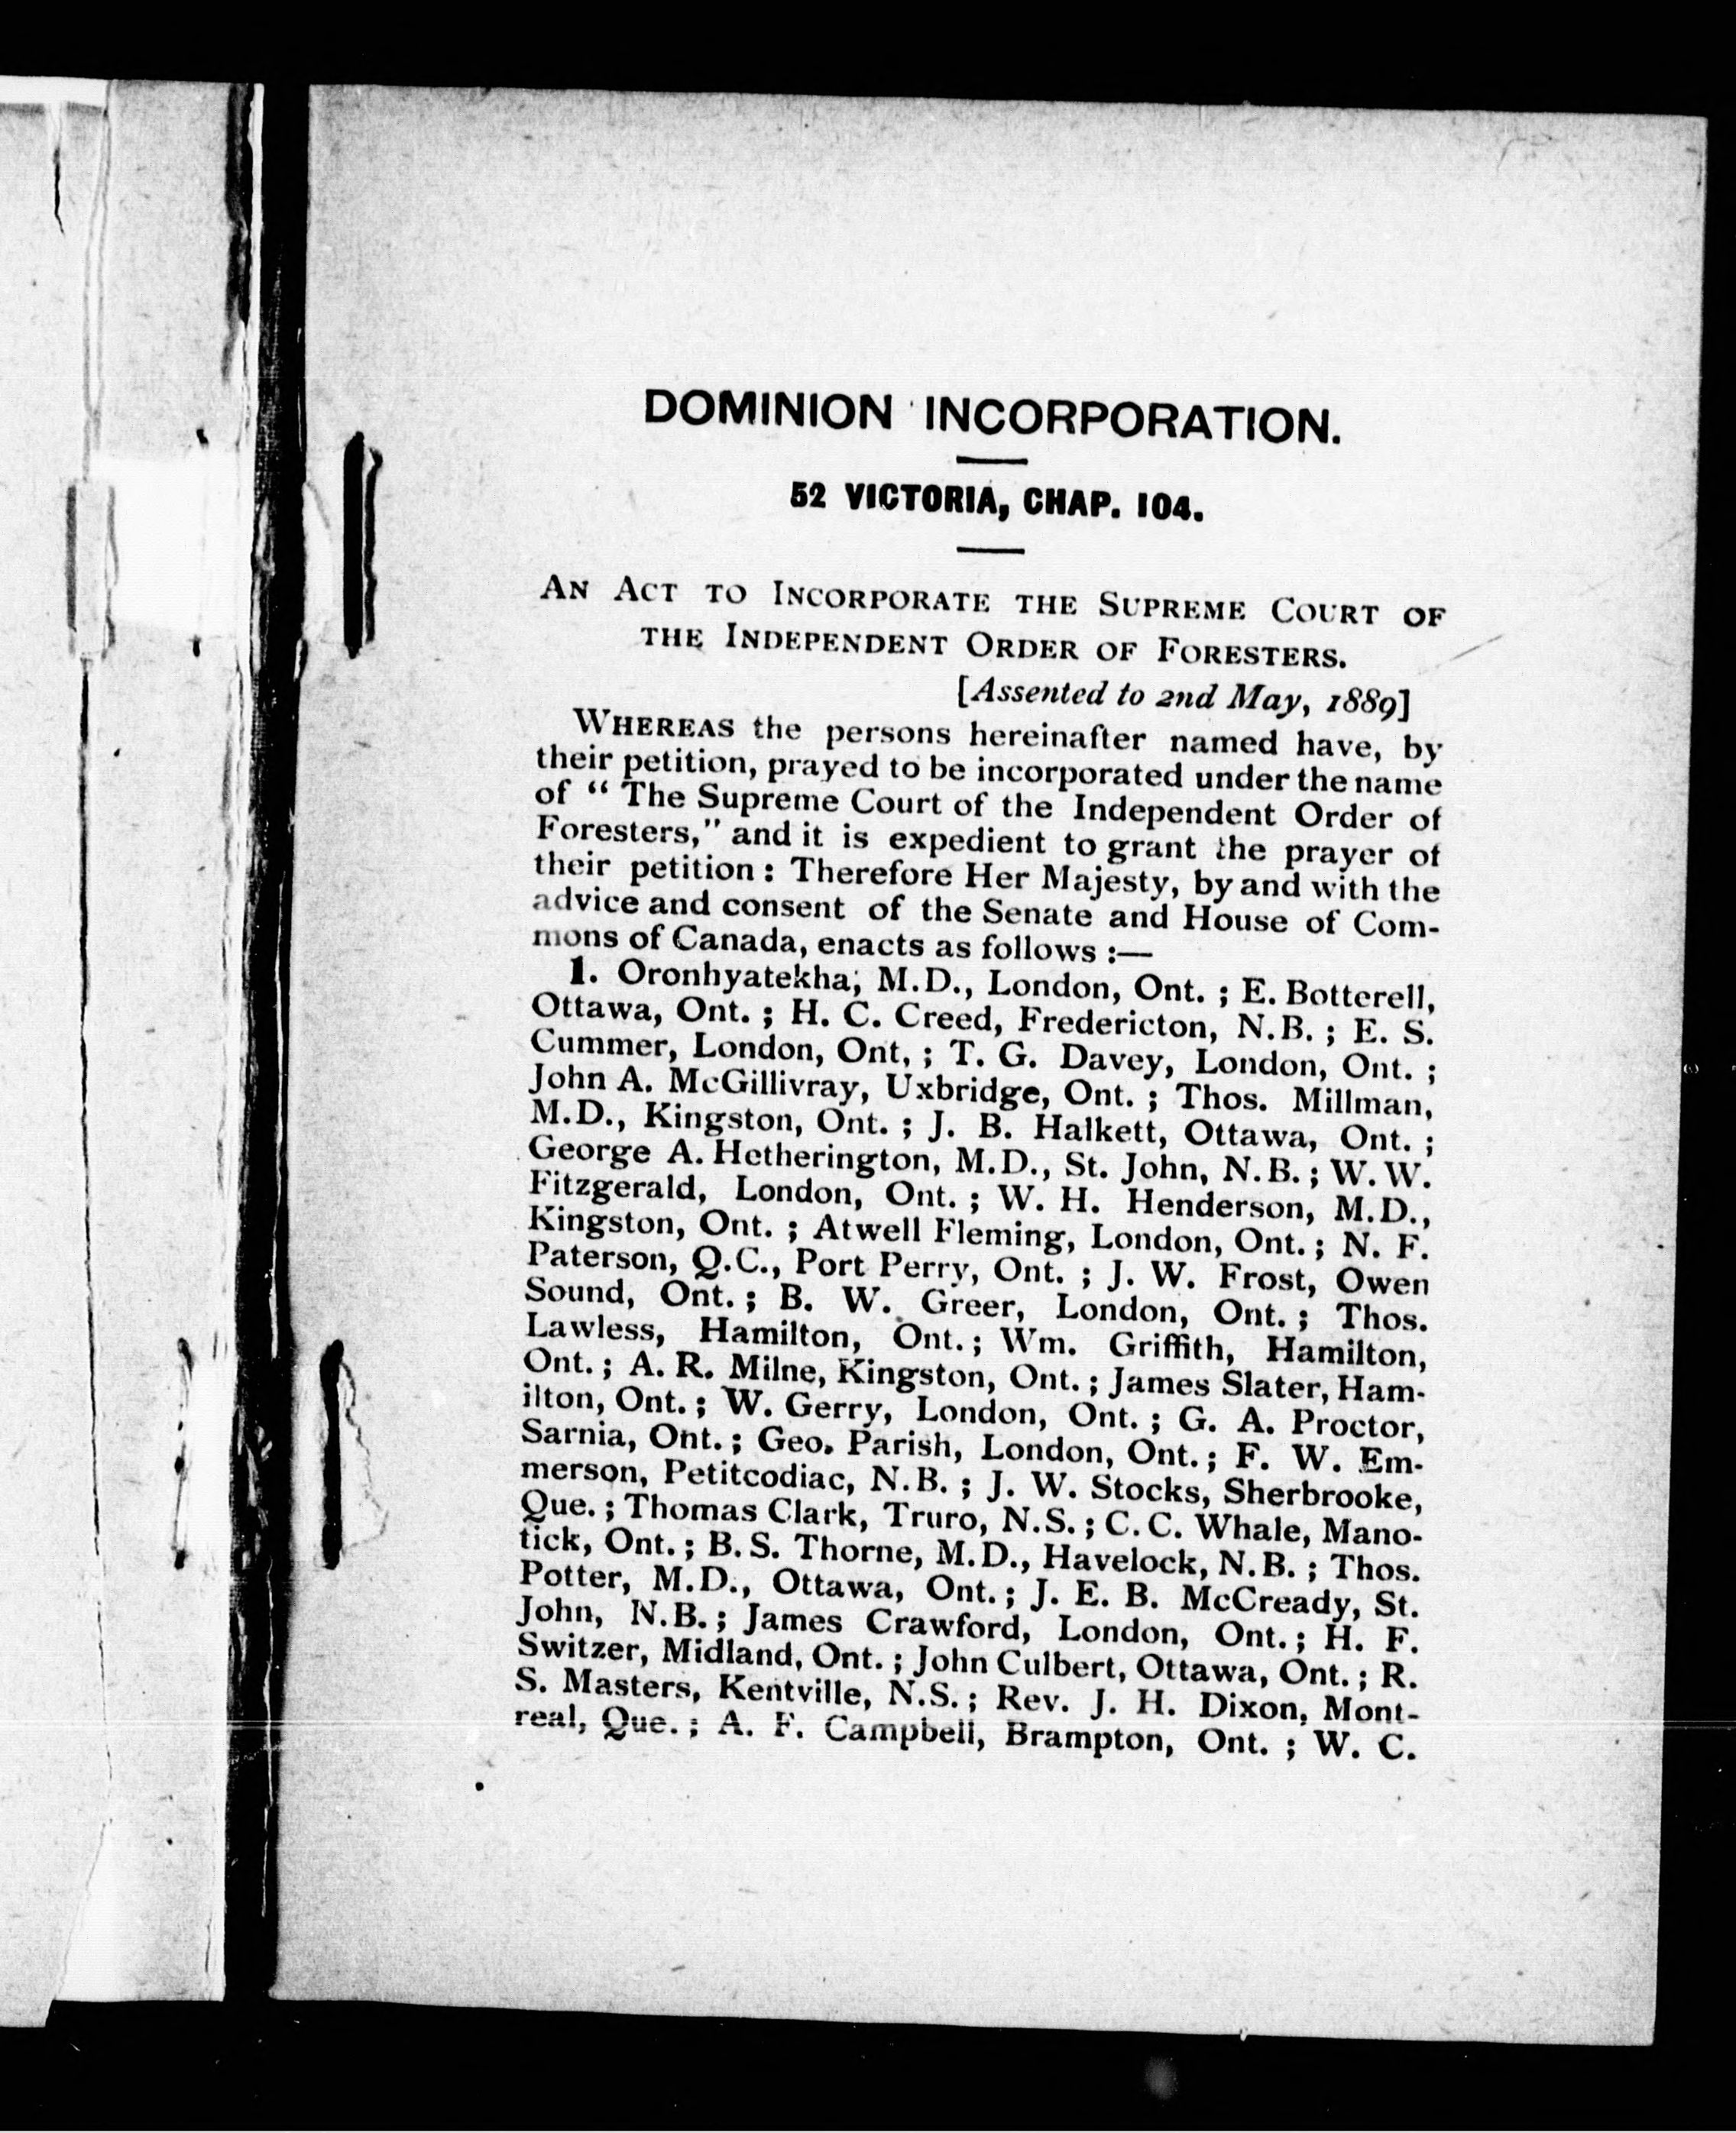 DOMINION INCORPORATION.
52 VICTORIA, CHAP. 104.
AN ACT TO INCORPORATE THE SUPREME COURT OF
THE INDEPENDENT ORDER OF FORESTERS.
[Assented to 2nd May, 1889]
WHEREAS the persons hereinafter named have, by
their petition, prayed to be incorporated under the name
of “ The Supreme Court of the Independent Order of
Foresters,” and it is expedient to grant the prayer of
their petition : Therefore Her Majesty, by and with the
advice and consent of the Senate and House of Com-
mons of Canada, enacts as follows :—
1. Oronhyatekha, M.D., London, Ont. ; E. Botterell,
Ottawa, Ont. ; H. C. Creed, Fredericton, N.B. ; E. S.
Cummer, London, Ont, ; T. G. Davey, London, Ont. ;
John A. McGillivray, Uxbridge, Ont. ; Thos. Millman,
M.D., Kingston, Ont. ; J. B. Halkett, Ottawa, Ont. ;
George A. Hetherington, M.D., St. John, N.B. ; W. W.
Fitzgerald, London, Ont. ; W. H. Henderson, M.D.,
Kingston, Ont. ; Atwell Fleming, London, Ont. ; N. F.
Paterson, Q.C., Port Perry, Ont. ; J. W. Frost, Owen
Sound, Ont. ; B. W. Greer, London, Ont. ; Thos.
Lawless, Hamilton, Ont. ; Wm. Griffith, Hamilton,
Ont. ; A. R. Milne, Kingston, Ont. ; James Slater, Ham-
ilton, Ont. ; W. Gerry, London, Ont. ; G. A. Proctor,
Sarnia, Ont. ; Geo. Parish, London, Ont. ; F. W. Em-
merson, Petitcodiac, N.B. ; J. W. Stocks, Sherbrooke,
Que. ; Thomas Clark, Truro, N.S. ; C. C. Whale, Mano-
tick, Ont. ; B. S. Thorne, M.D., Havelock, N.B. ; Thos.
Potter, M.D., Ottawa, Ont. ; J. E. B. McCready, St.
John, N.B. ; James Crawford, London, Ont. ; H. F.
Switzer, Midland, Ont. ; John Culbert, Ottawa, Ont. ; R.
S. Masters, Kentville, N.S. ; Rev. J. H. Dixon, Mont-
real, Que. ; A. F. Campbell, Brampton, Ont. ; W. C.